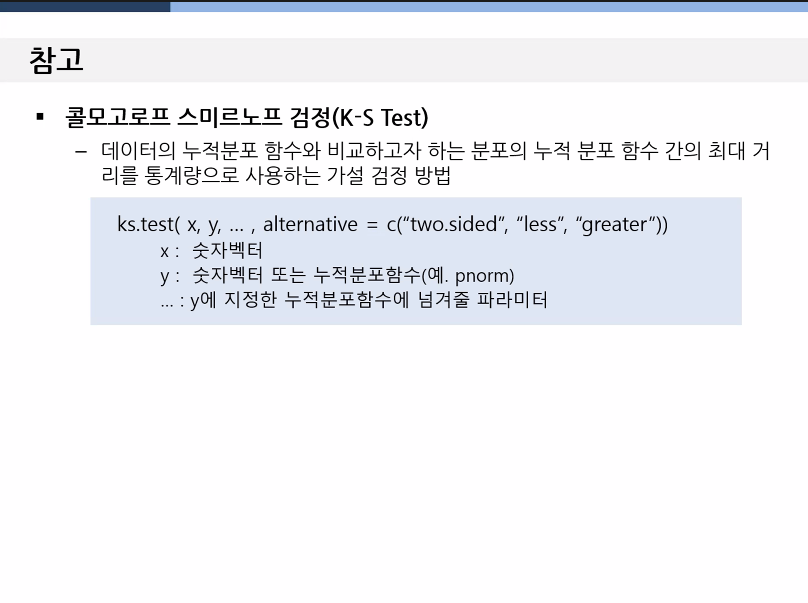 참고
▪ 콜모고로프 스미르노프 검정(K-S Test)
– 데이터의 누적분포 함수와 비교하고자 하는 분포의 누적 분포 함수 간의 최대 거
리를 통계량으로 사용하는 가설 검정 방법
ks.test( x, y, ... , alternative = c(“two.sided”, “less”, “greater”))
x : 숫자벡터
y : 숫자벡터 또는 누적분포함수(예. pnorm)
... : y에 지정한 누적분포함수에 넘겨줄 파라미터